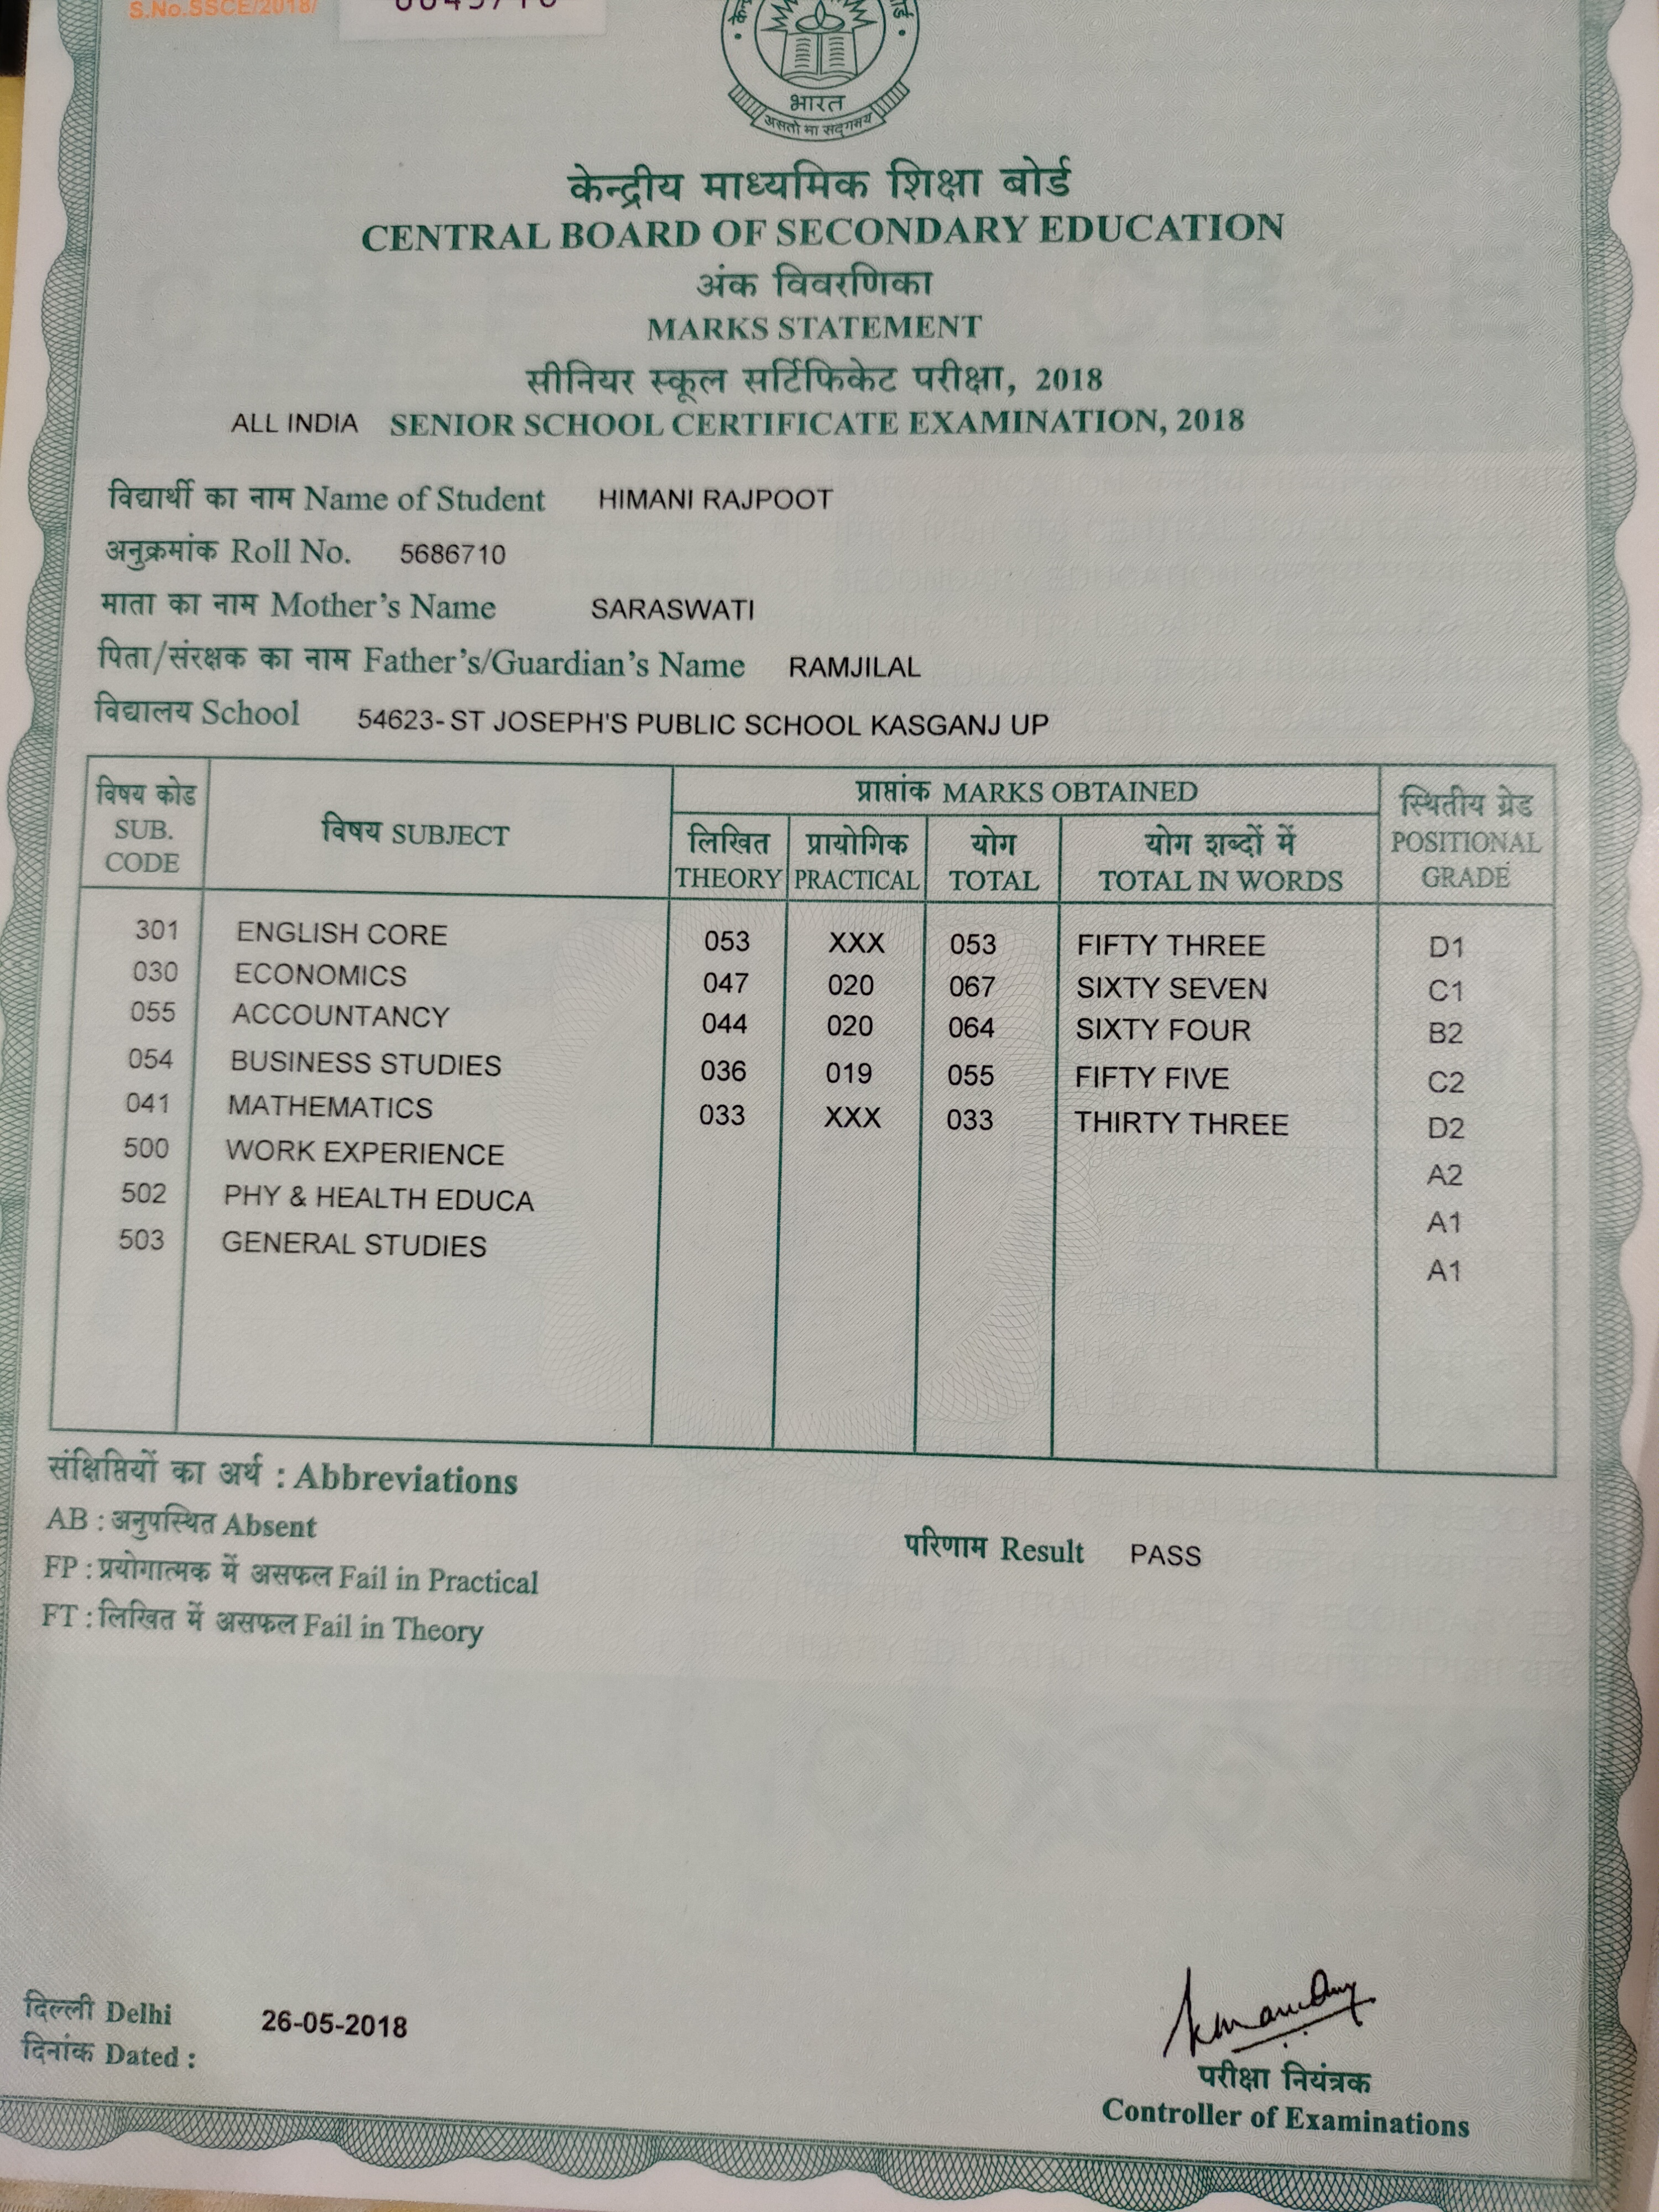 S.No.SSCE/2018/
भारत
असतो मा सद्गमय
केन्द्रीय माध्यमिक शिक्षा बोर्ड
CENTRAL BOARD OF SECONDARY EDUCATION
अंक विवरणिका
MARKS STATEMENT
सीनियर स्कूल सर्टिफिकेट परीक्षा, 2018
ALL INDIA SENIOR SCHOOL CERTIFICATE EXAMINATION, 2018
विद्यार्थी का नाम Name of Student HIMANI RAJPOOT
अनुक्रमांक Roll No. 5686710
माता का नाम Mother's Name SARASWATI
पिता/संरक्षक का नाम Father's/Guardian's Name RAMJILAL
विद्यालय School 54623- ST JOSEPH'S PUBLIC SCHOOL KASGANJ UP
विषय कोड SUB. CODE विषय SUBJECT प्राप्तांक MARKS OBTAINED स्थितीय ग्रेड POSITIONAL GRADE
लिखित THEORY प्रायोगिक PRACTICAL योग TOTAL योग शब्दों में TOTAL IN WORDS
301 ENGLISH CORE 053 XXX 053 FIFTY THREE D1
030 ECONOMICS 047 020 067 SIXTY SEVEN C1
055 ACCOUNTANCY 044 020 064 SIXTY FOUR B2
054 BUSINESS STUDIES 036 019 055 FIFTY FIVE C2
041 MATHEMATICS 033 XXX 033 THIRTY THREE D2
500 WORK EXPERIENCE A2
502 PHY & HEALTH EDUCA A1
503 GENERAL STUDIES A1
संक्षिप्तियों का अर्थ : Abbreviations
AB : अनुपस्थित Absent
परिणाम Result PASS
FP : प्रयोगात्मक में असफल Fail in Practical
FT : लिखित में असफल Fail in Theory
दिल्ली Delhi
26-05-2018
दिनांक Dated :
परीक्षा नियंत्रक
Controller of Examinations